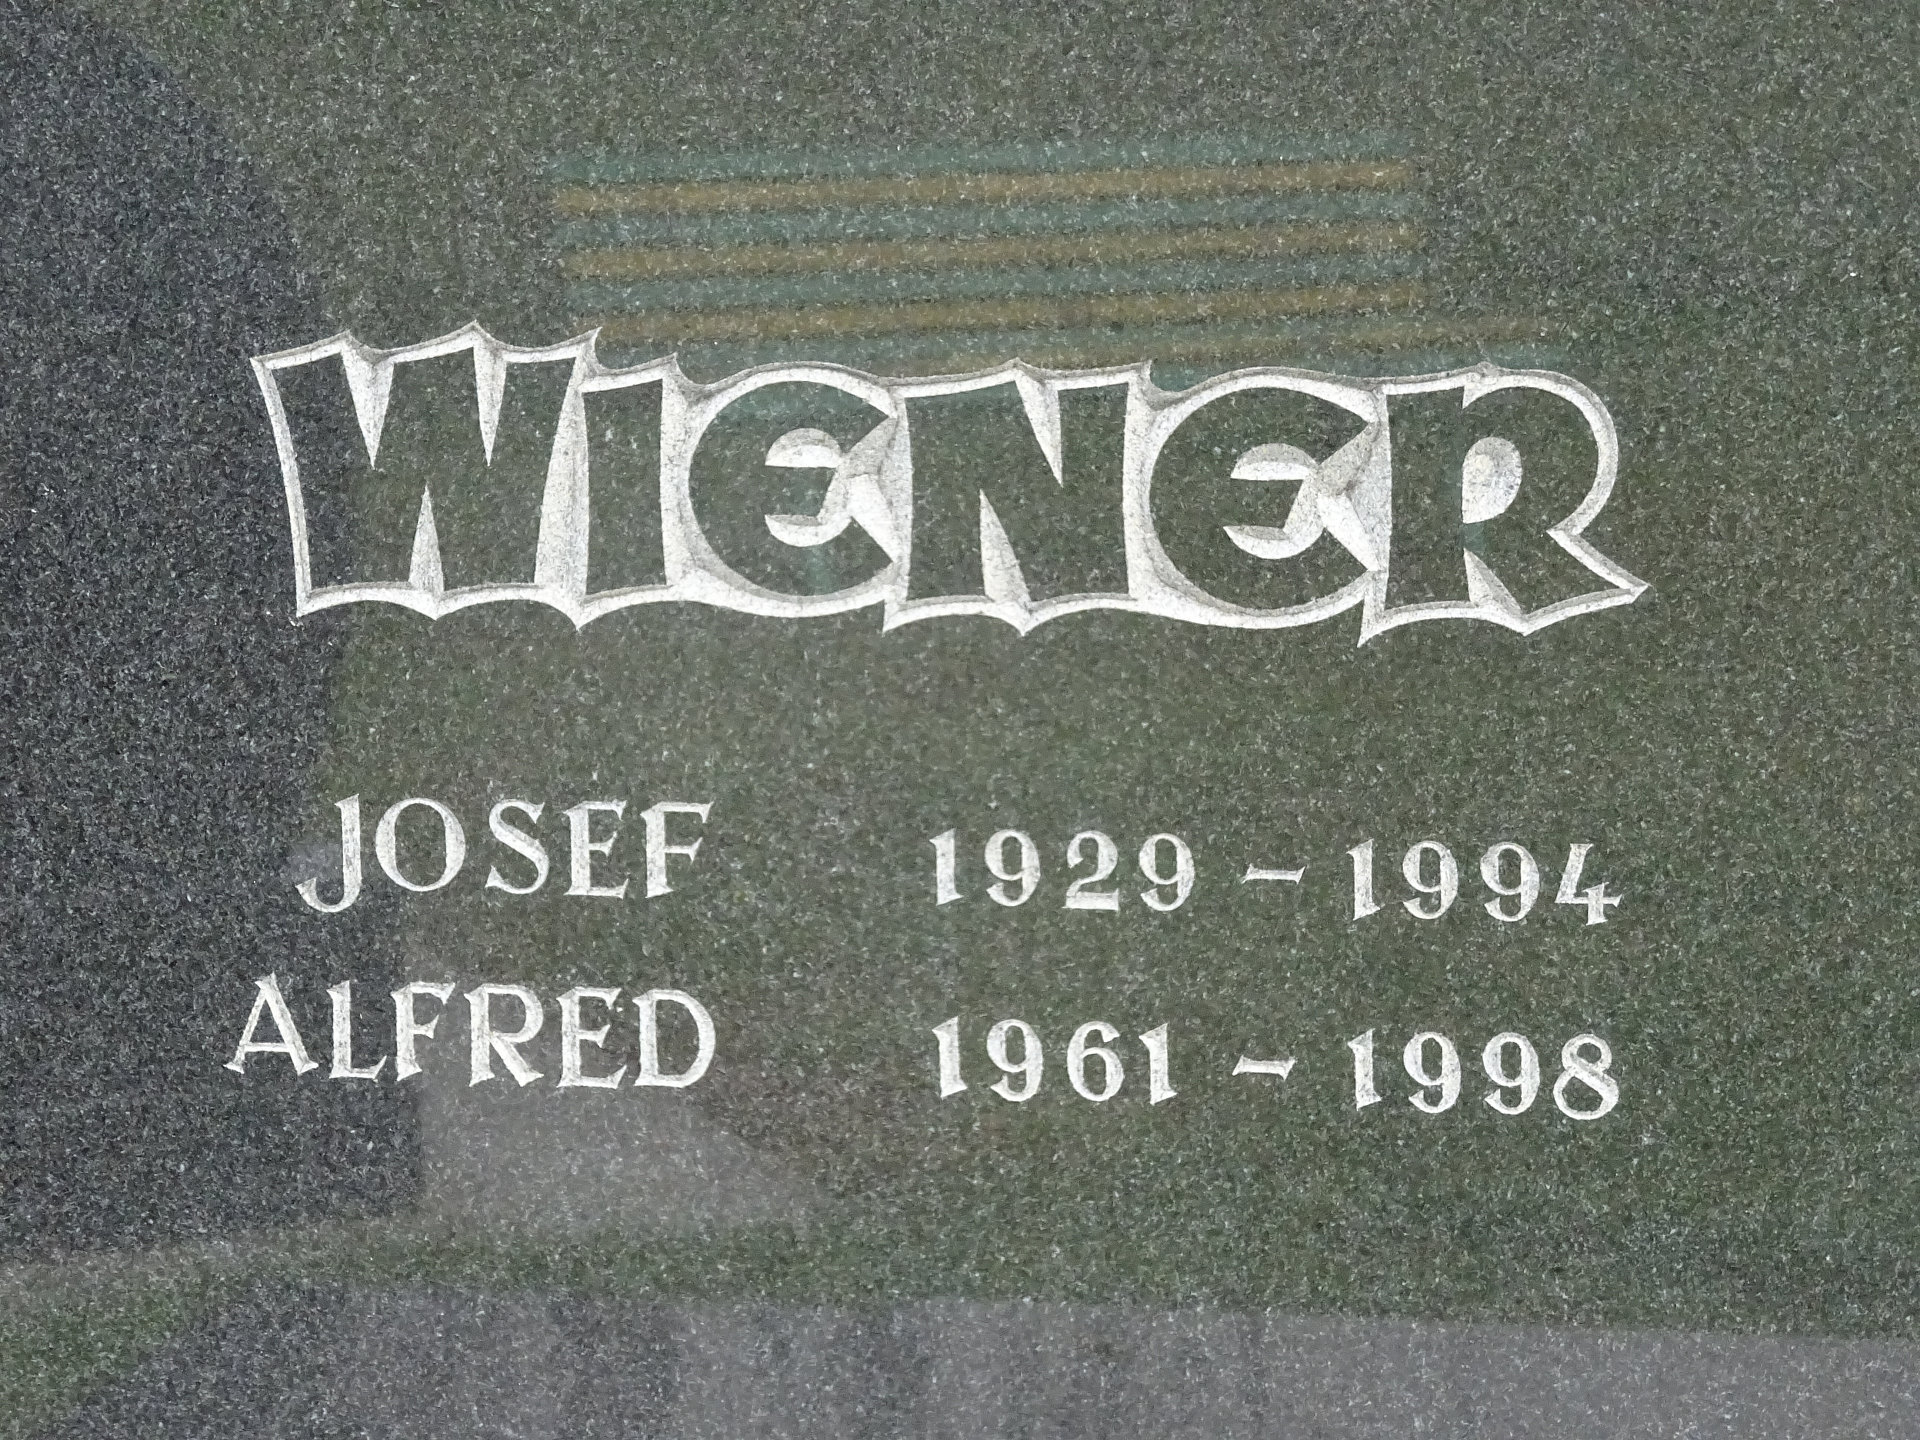 WIENER
JOSEF 1929 - 1994
ALFRED 1961 - 1998